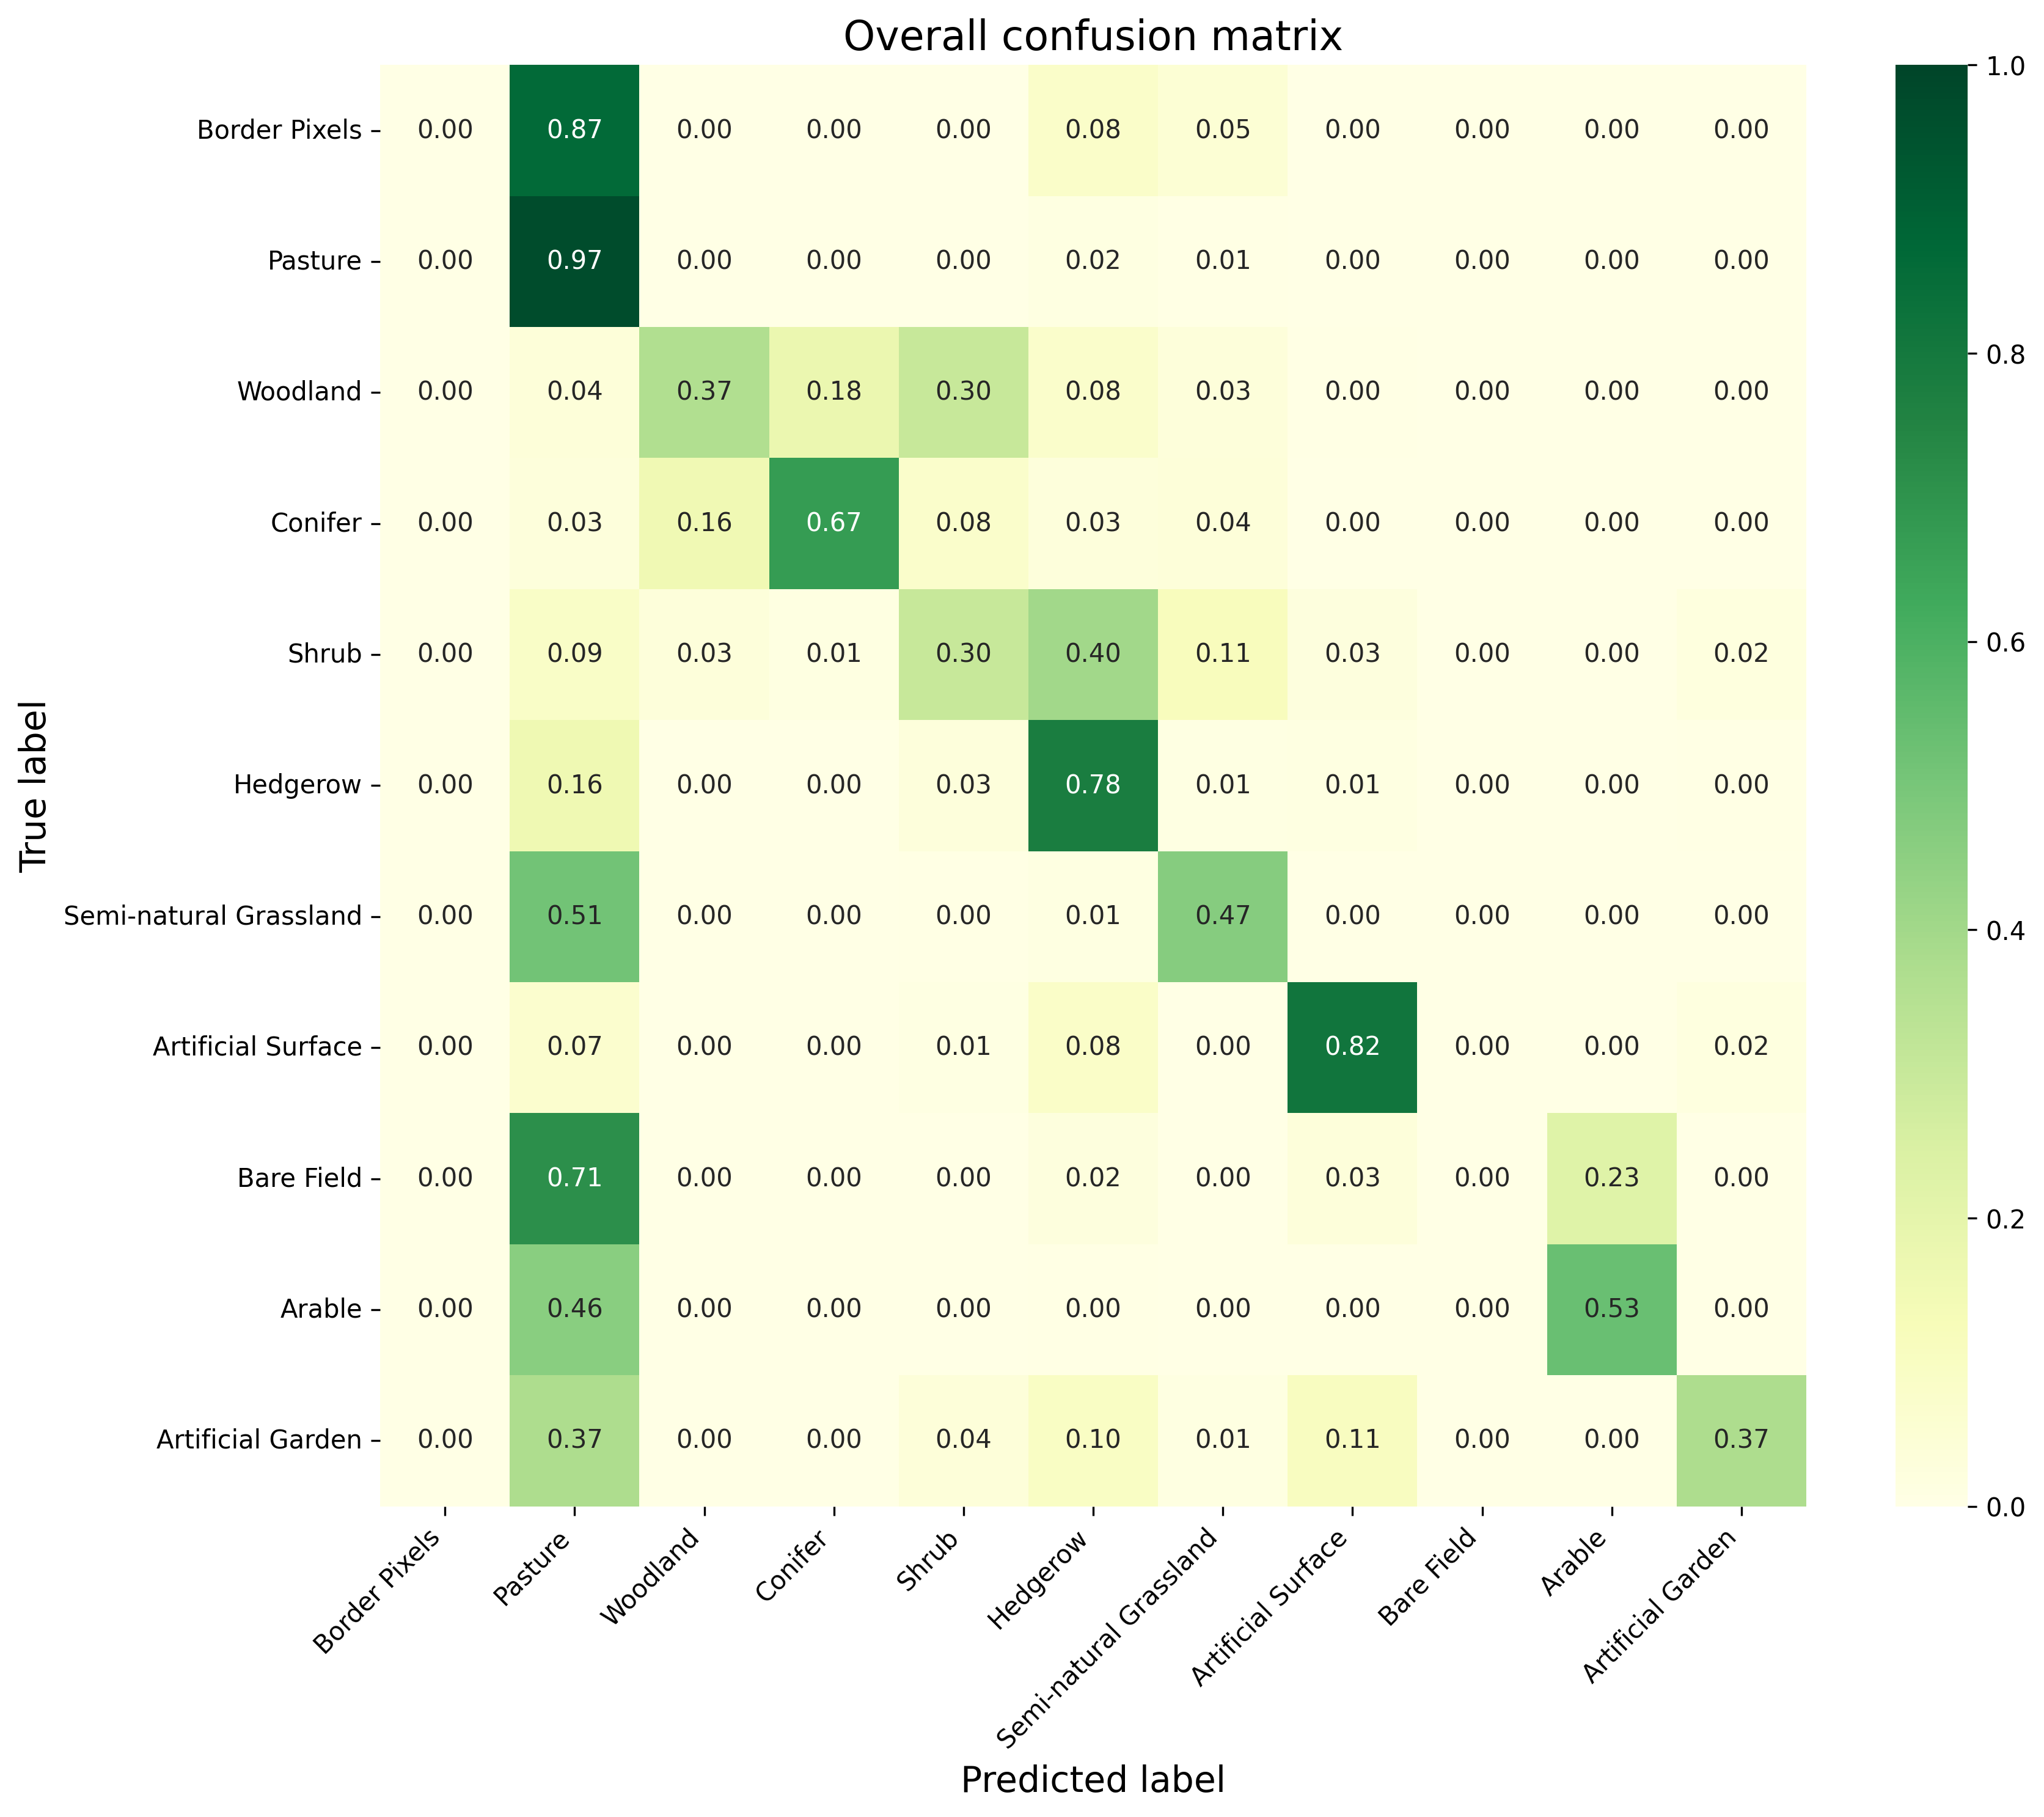 Overall confusion matrix
Border Pixels 0.00 0.87 0.00 0.00 0.00 0.08 0.05 0.00 0.00 0.00 0.00
Pasture 0.00 0.97 0.00 0.00 0.00 0.02 0.01 0.00 0.00 0.00 0.00
Woodland 0.00 0.04 0.37 0.18 0.30 0.08 0.03 0.00 0.00 0.00 0.00
Conifer 0.00 0.03 0.16 0.67 0.08 0.03 0.04 0.00 0.00 0.00 0.00
Shrub 0.00 0.09 0.03 0.01 0.30 0.40 0.11 0.03 0.00 0.00 0.02
Hedgerow 0.00 0.16 0.00 0.00 0.03 0.78 0.01 0.01 0.00 0.00 0.00
Semi-natural Grassland 0.00 0.51 0.00 0.00 0.00 0.01 0.47 0.00 0.00 0.00 0.00
Artificial Surface 0.00 0.07 0.00 0.00 0.01 0.08 0.00 0.82 0.00 0.00 0.02
Bare Field 0.00 0.71 0.00 0.00 0.00 0.02 0.00 0.03 0.00 0.23 0.00
Arable 0.00 0.46 0.00 0.00 0.00 0.00 0.00 0.00 0.00 0.53 0.00
Artificial Garden 0.00 0.37 0.00 0.00 0.04 0.10 0.01 0.11 0.00 0.00 0.37
True label
Border Pixels
Pasture
Woodland
Conifer
Shrub
Hedgerow
Semi-natural Grassland
Artificial Surface
Bare Field
Arable
Artificial Garden
Predicted label
1.0
0.8
0.6
0.4
0.2
0.0